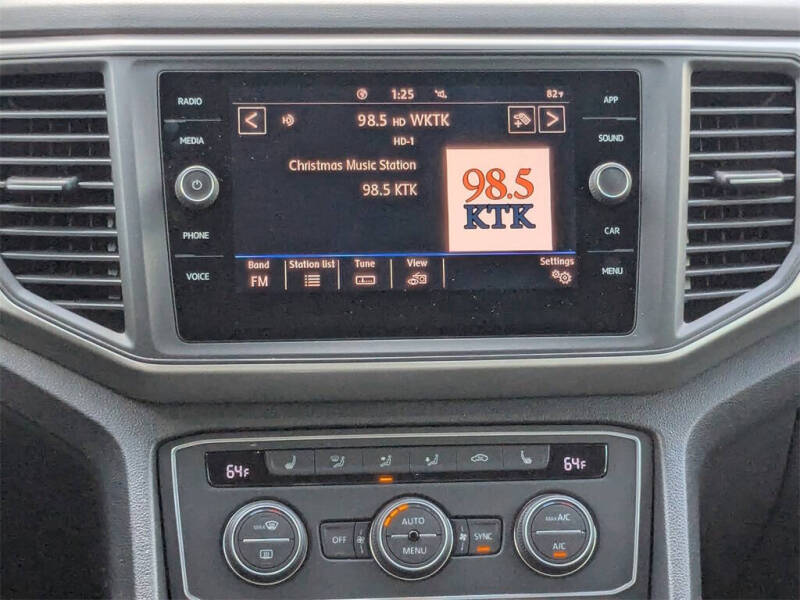 RADIO
MEDIA
PHONE
VOICE
1:25
82°F
98.5 HD WKTK
HD-1
Christmas Music Station
98.5 KTK
98.5
KTK
Band
FM
Station list
Tune
View
Settings
APP
SOUND
CAR
MENU
64F
64F
MAX
OFF
AUTO
MENU
SYNC
MAX A/C
A/C